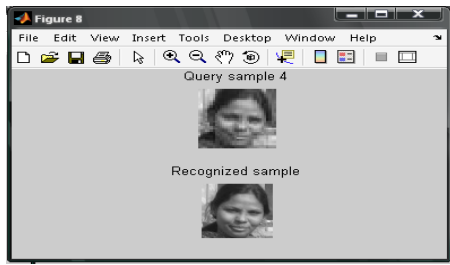 Figure 8
File Edit View Insert Tools Desktop Window Help
Query sample 4
Recognized sample